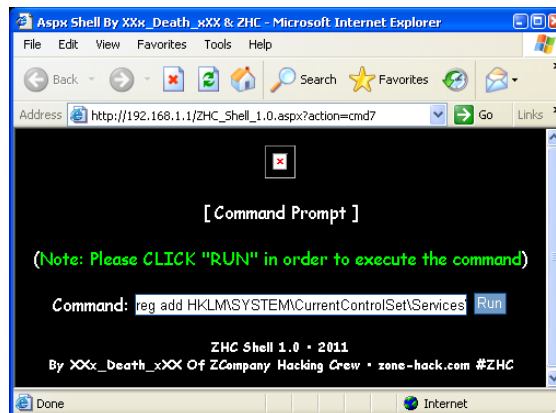 Aspx Shell By XXx_Death_xXX & ZHC - Microsoft Internet Explorer
File Edit View Favorites Tools Help
Back Search Favorites
Address http://192.168.1.1/ZHC_Shell_1.0.aspx?action=cmd7 Go Links
[ Command Prompt ]
(Note: Please CLICK "RUN" in order to execute the command)
Command: reg add HKLM\SYSTEM\CurrentControlSet\Services\ Run
ZHC Shell 1.0 • 2011
By XXx_Death_xXX Of ZCompany Hacking Crew • zone-hack.com #ZHC
Done Internet